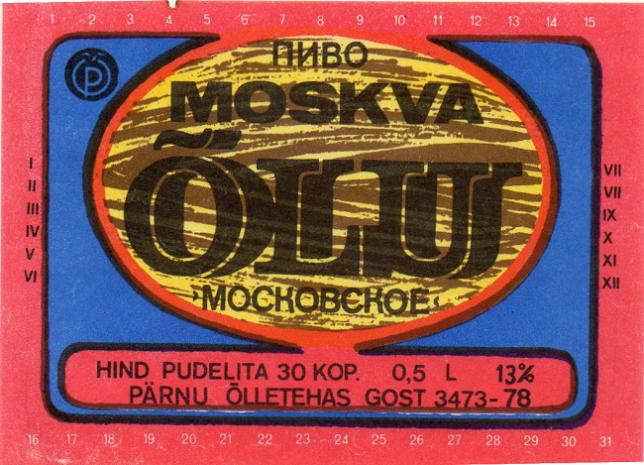 1 2 3 4 5 6 7 8 9 10 11 12 13 14 15
P
ПИВО
MOSKVA
ÕLU
›МОСКОВСКОЕ‹
I
II
III
IV
V
VI
VII
VII
IX
X
XI
XII
HIND PUDELITA 30 KOP. 0,5 L 13%
PÄRNU ÕLLETEHAS GOST 3473-78
16 17 18 19 20 21 22 23 24 25 26 27 28 29 30 31